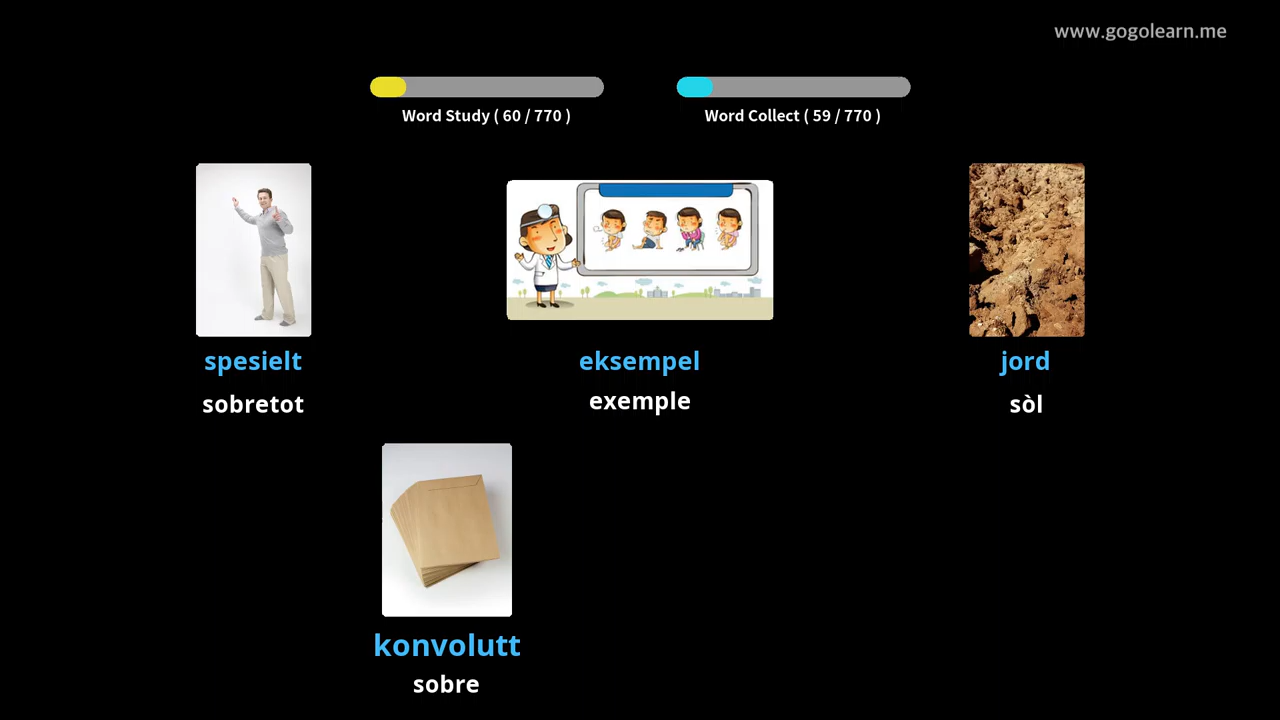 www.gogolearn.me
Word Study ( 60 / 770 )
Word Collect ( 59 / 770 )
spesielt
sobretot
eksempel
exemple
jord
sòl
konvolutt
sobre